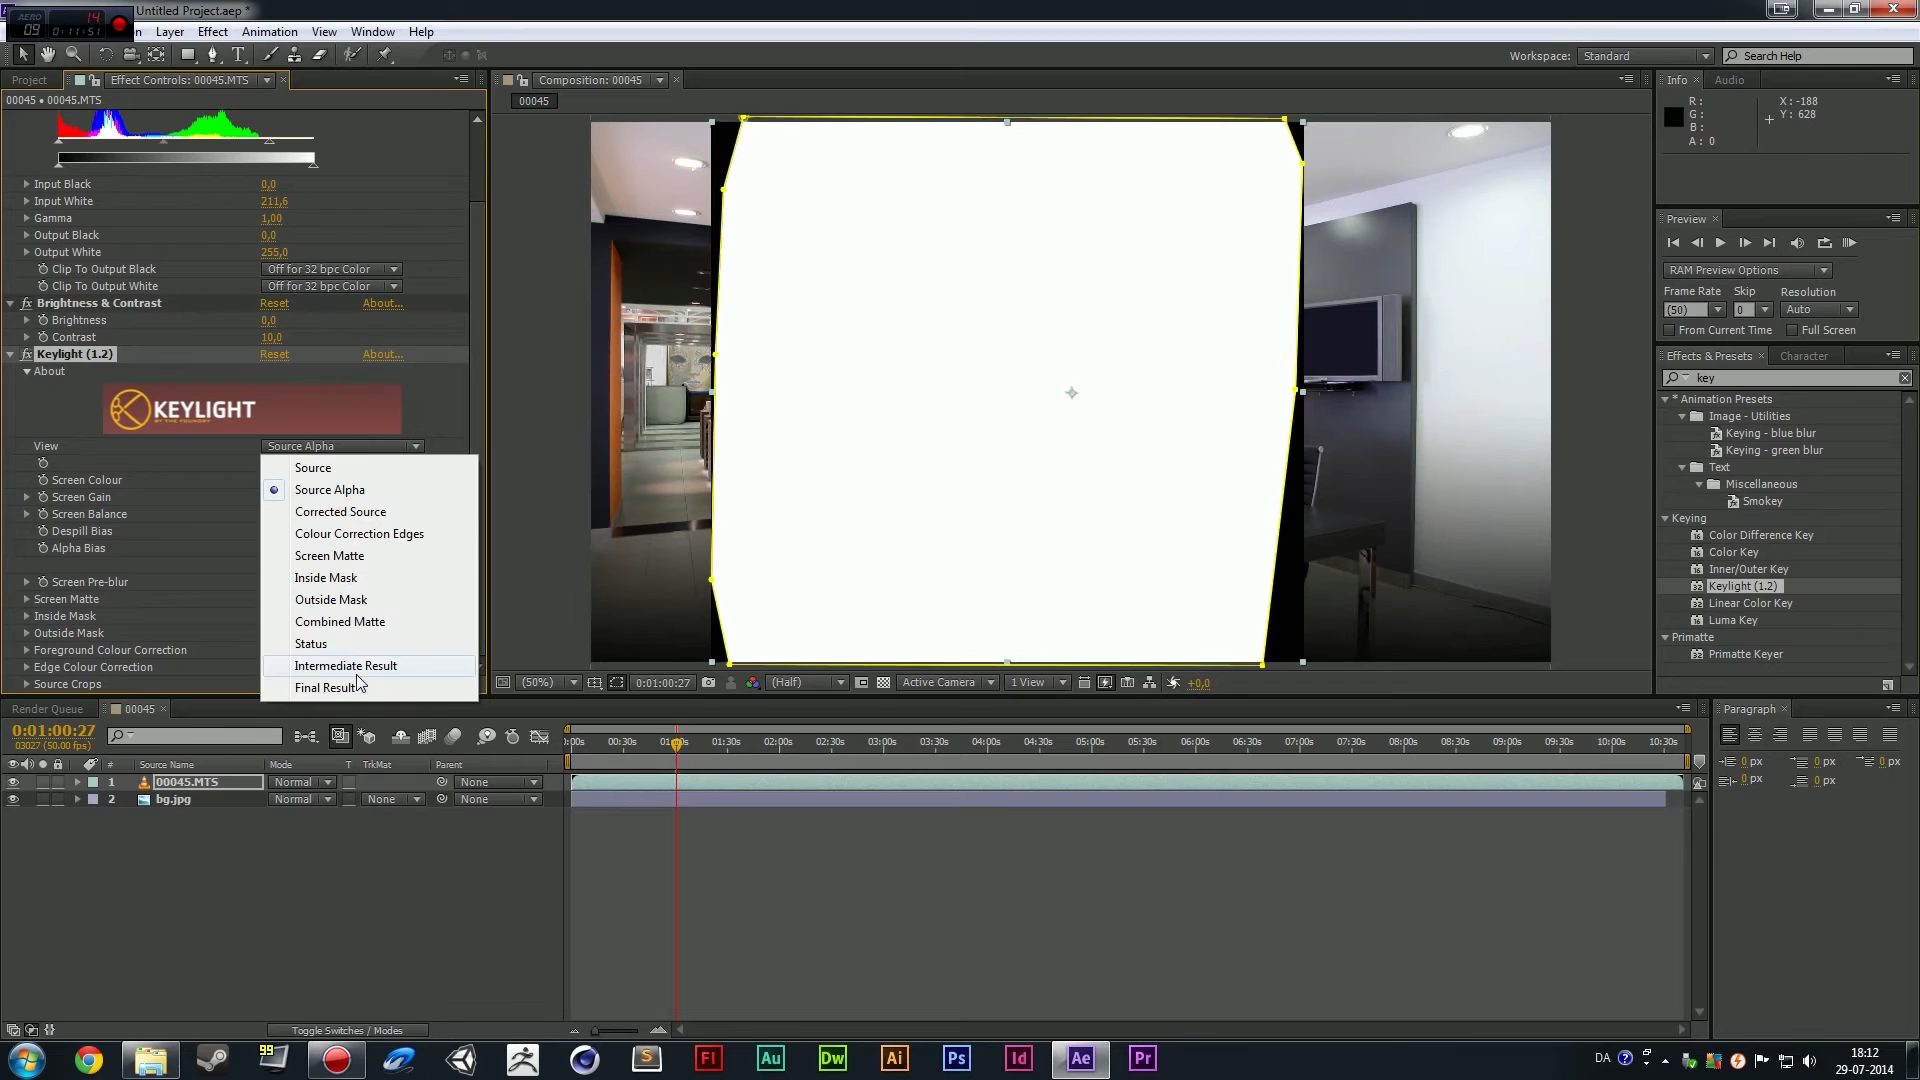 Untitled Project.aep *
AERO 14
09 0:11:51
n Layer Effect Animation View Window Help
Workspace: Standard Search Help
Project Effect Controls: 00045.MTS
Composition: 00045
Info Audio
00045 • 00045.MTS
00045
R: X: -188
G: Y: 628
B:
A: 0
Input Black 0,0
Input White 211,6
Gamma 1,00
Output Black 0,0
Output White 255,0
Clip To Output Black Off for 32 bpc Color
Clip To Output White Off for 32 bpc Color
fx Brightness & Contrast Reset About...
Brightness 0,0
Contrast 10,0
fx Keylight (1.2) Reset About...
About
KEYLIGHT
BY THE FOUNDRY
View Source Alpha
Screen Colour
Screen Gain
Screen Balance
Despill Bias
Alpha Bias
Screen Pre-blur
Screen Matte
Inside Mask
Outside Mask
Foreground Colour Correction
Edge Colour Correction
Source Crops
Source
Source Alpha
Corrected Source
Colour Correction Edges
Screen Matte
Inside Mask
Outside Mask
Combined Matte
Status
Intermediate Result
Final Result
(50%) 0:01:00:27 (Half) Active Camera 1 View +0,0
Preview
RAM Preview Options
Frame Rate Skip Resolution
(50) 0 Auto
From Current Time Full Screen
Effects & Presets Character
key
* Animation Presets
Image - Utilities
Keying - blue blur
Keying - green blur
Text
Miscellaneous
Smokey
Keying
Color Difference Key
Color Key
Inner/Outer Key
Keylight (1.2)
Linear Color Key
Luma Key
Primatte
Primatte Keyer
Render Queue 00045
0:01:00:27
03027 (50.00 fps)
:00s 00:30s 01:00s 01:30s 02:00s 02:30s 03:00s 03:30s 04:00s 04:30s 05:00s 05:30s 06:00s 06:30s 07:00s 07:30s 08:00s 08:30s 09:00s 09:30s 10:00s 10:30s
# Source Name Mode T TrkMat Parent
1 00045.MTS Normal None
2 bg.jpg Normal None None
Toggle Switches / Modes
Paragraph
0 px 0 px 0 px
0 px 0 px
99 S Fl Au Dw Ai Ps Id Ae Pr
DA
18:12
29-07-2014